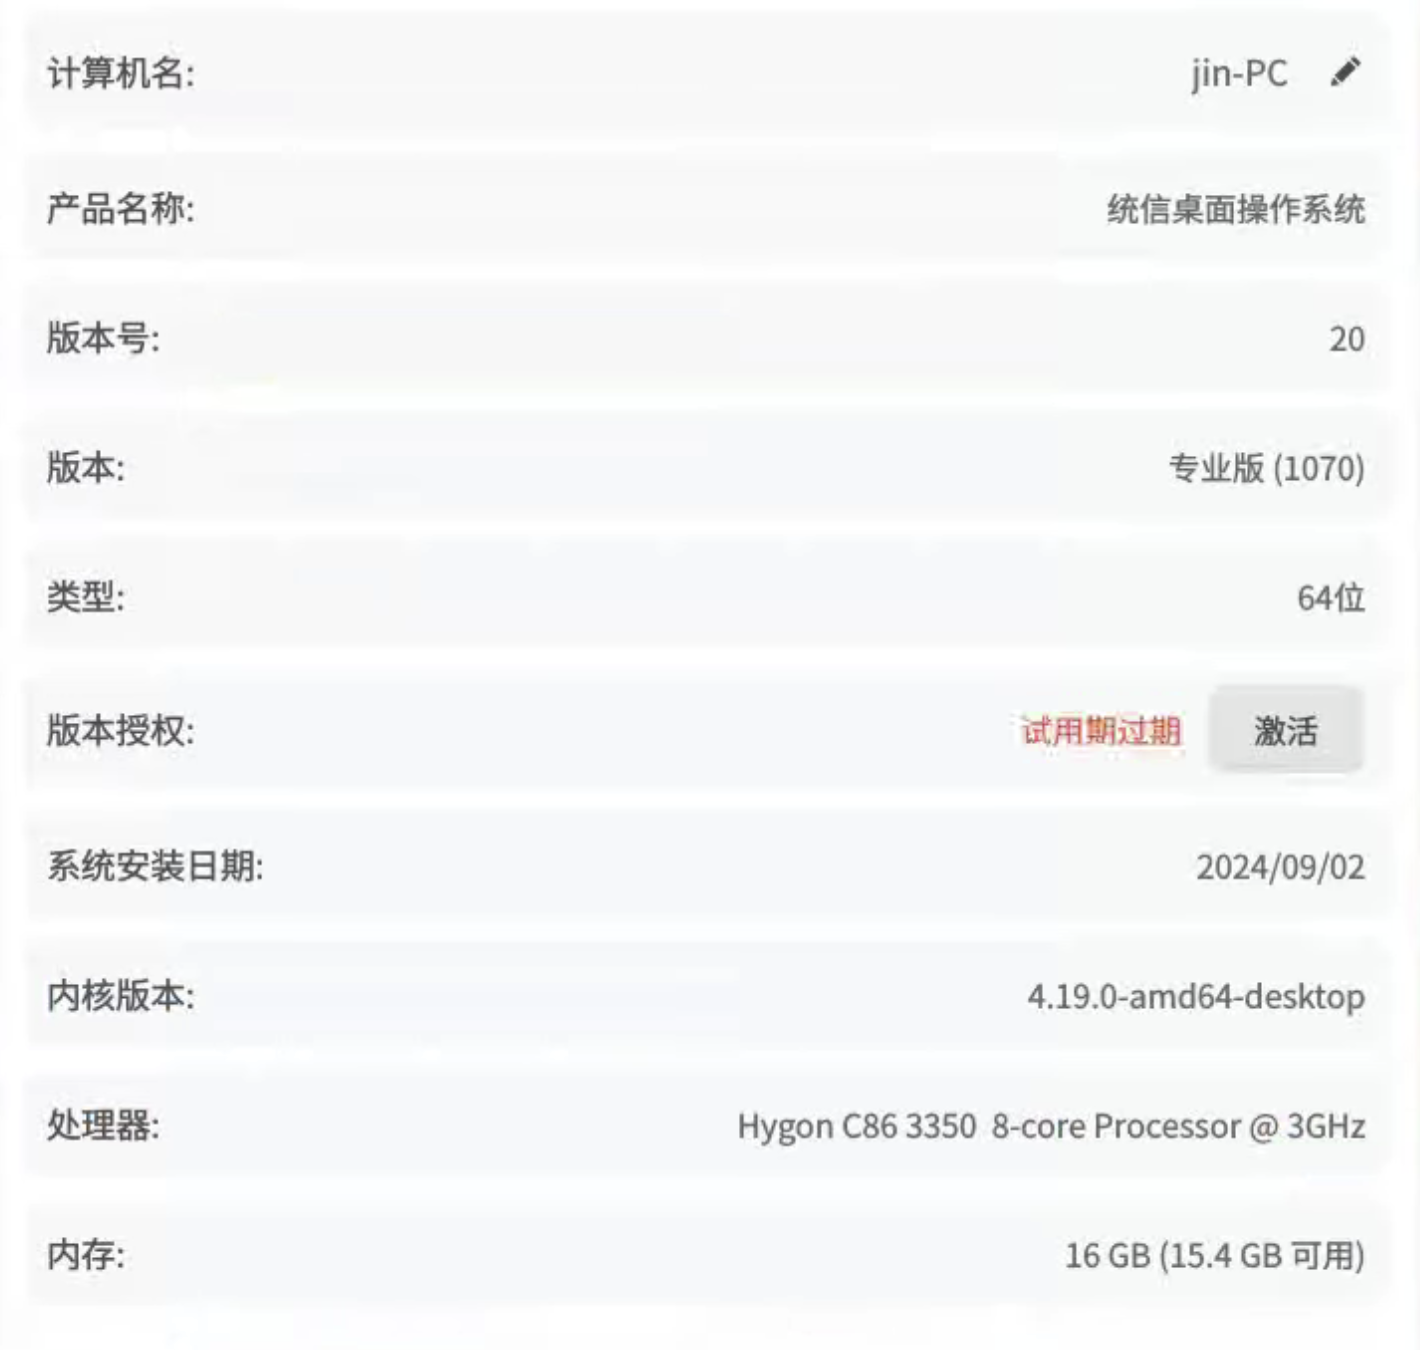 计算机名: jin-PC
产品名称: 统信桌面操作系统
版本号: 20
版本: 专业版 (1070)
类型: 64位
版本授权: 试用期过期 激活
系统安装日期: 2024/09/02
内核版本: 4.19.0-amd64-desktop
处理器: Hygon C86 3350  8-core Processor @ 3GHz
内存: 16 GB (15.4 GB 可用)